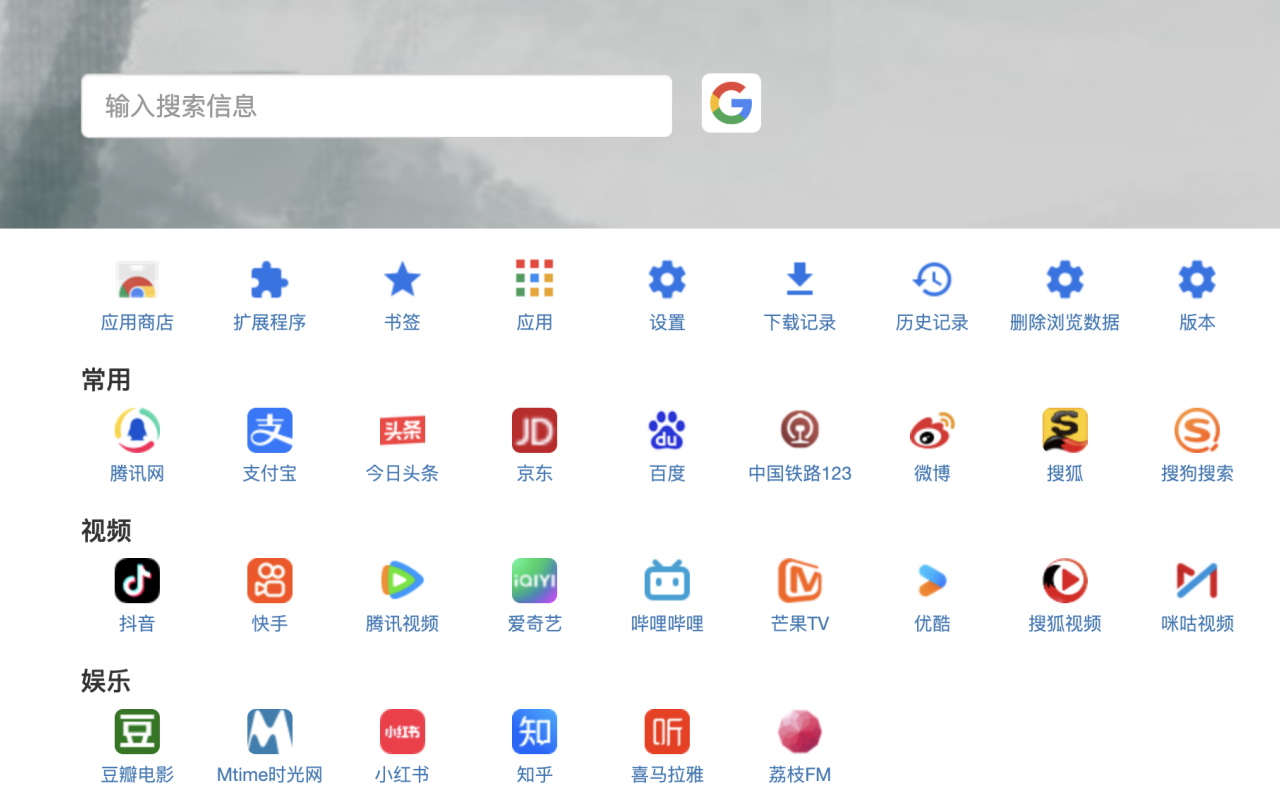 输入搜索信息
G
应用商店 扩展程序 书签 应用 设置 下载记录 历史记录 删除浏览数据 版本
常用
支 头条 JD du S S
腾讯网 支付宝 今日头条 京东 百度 中国铁路123 微博 搜狐 搜狗搜索
视频
iQIYI
抖音 快手 腾讯视频 爱奇艺 哔哩哔哩 芒果TV 优酷 搜狐视频 咪咕视频
娱乐
豆 M 小红书 知 听
豆瓣电影 Mtime时光网 小红书 知乎 喜马拉雅 荔枝FM